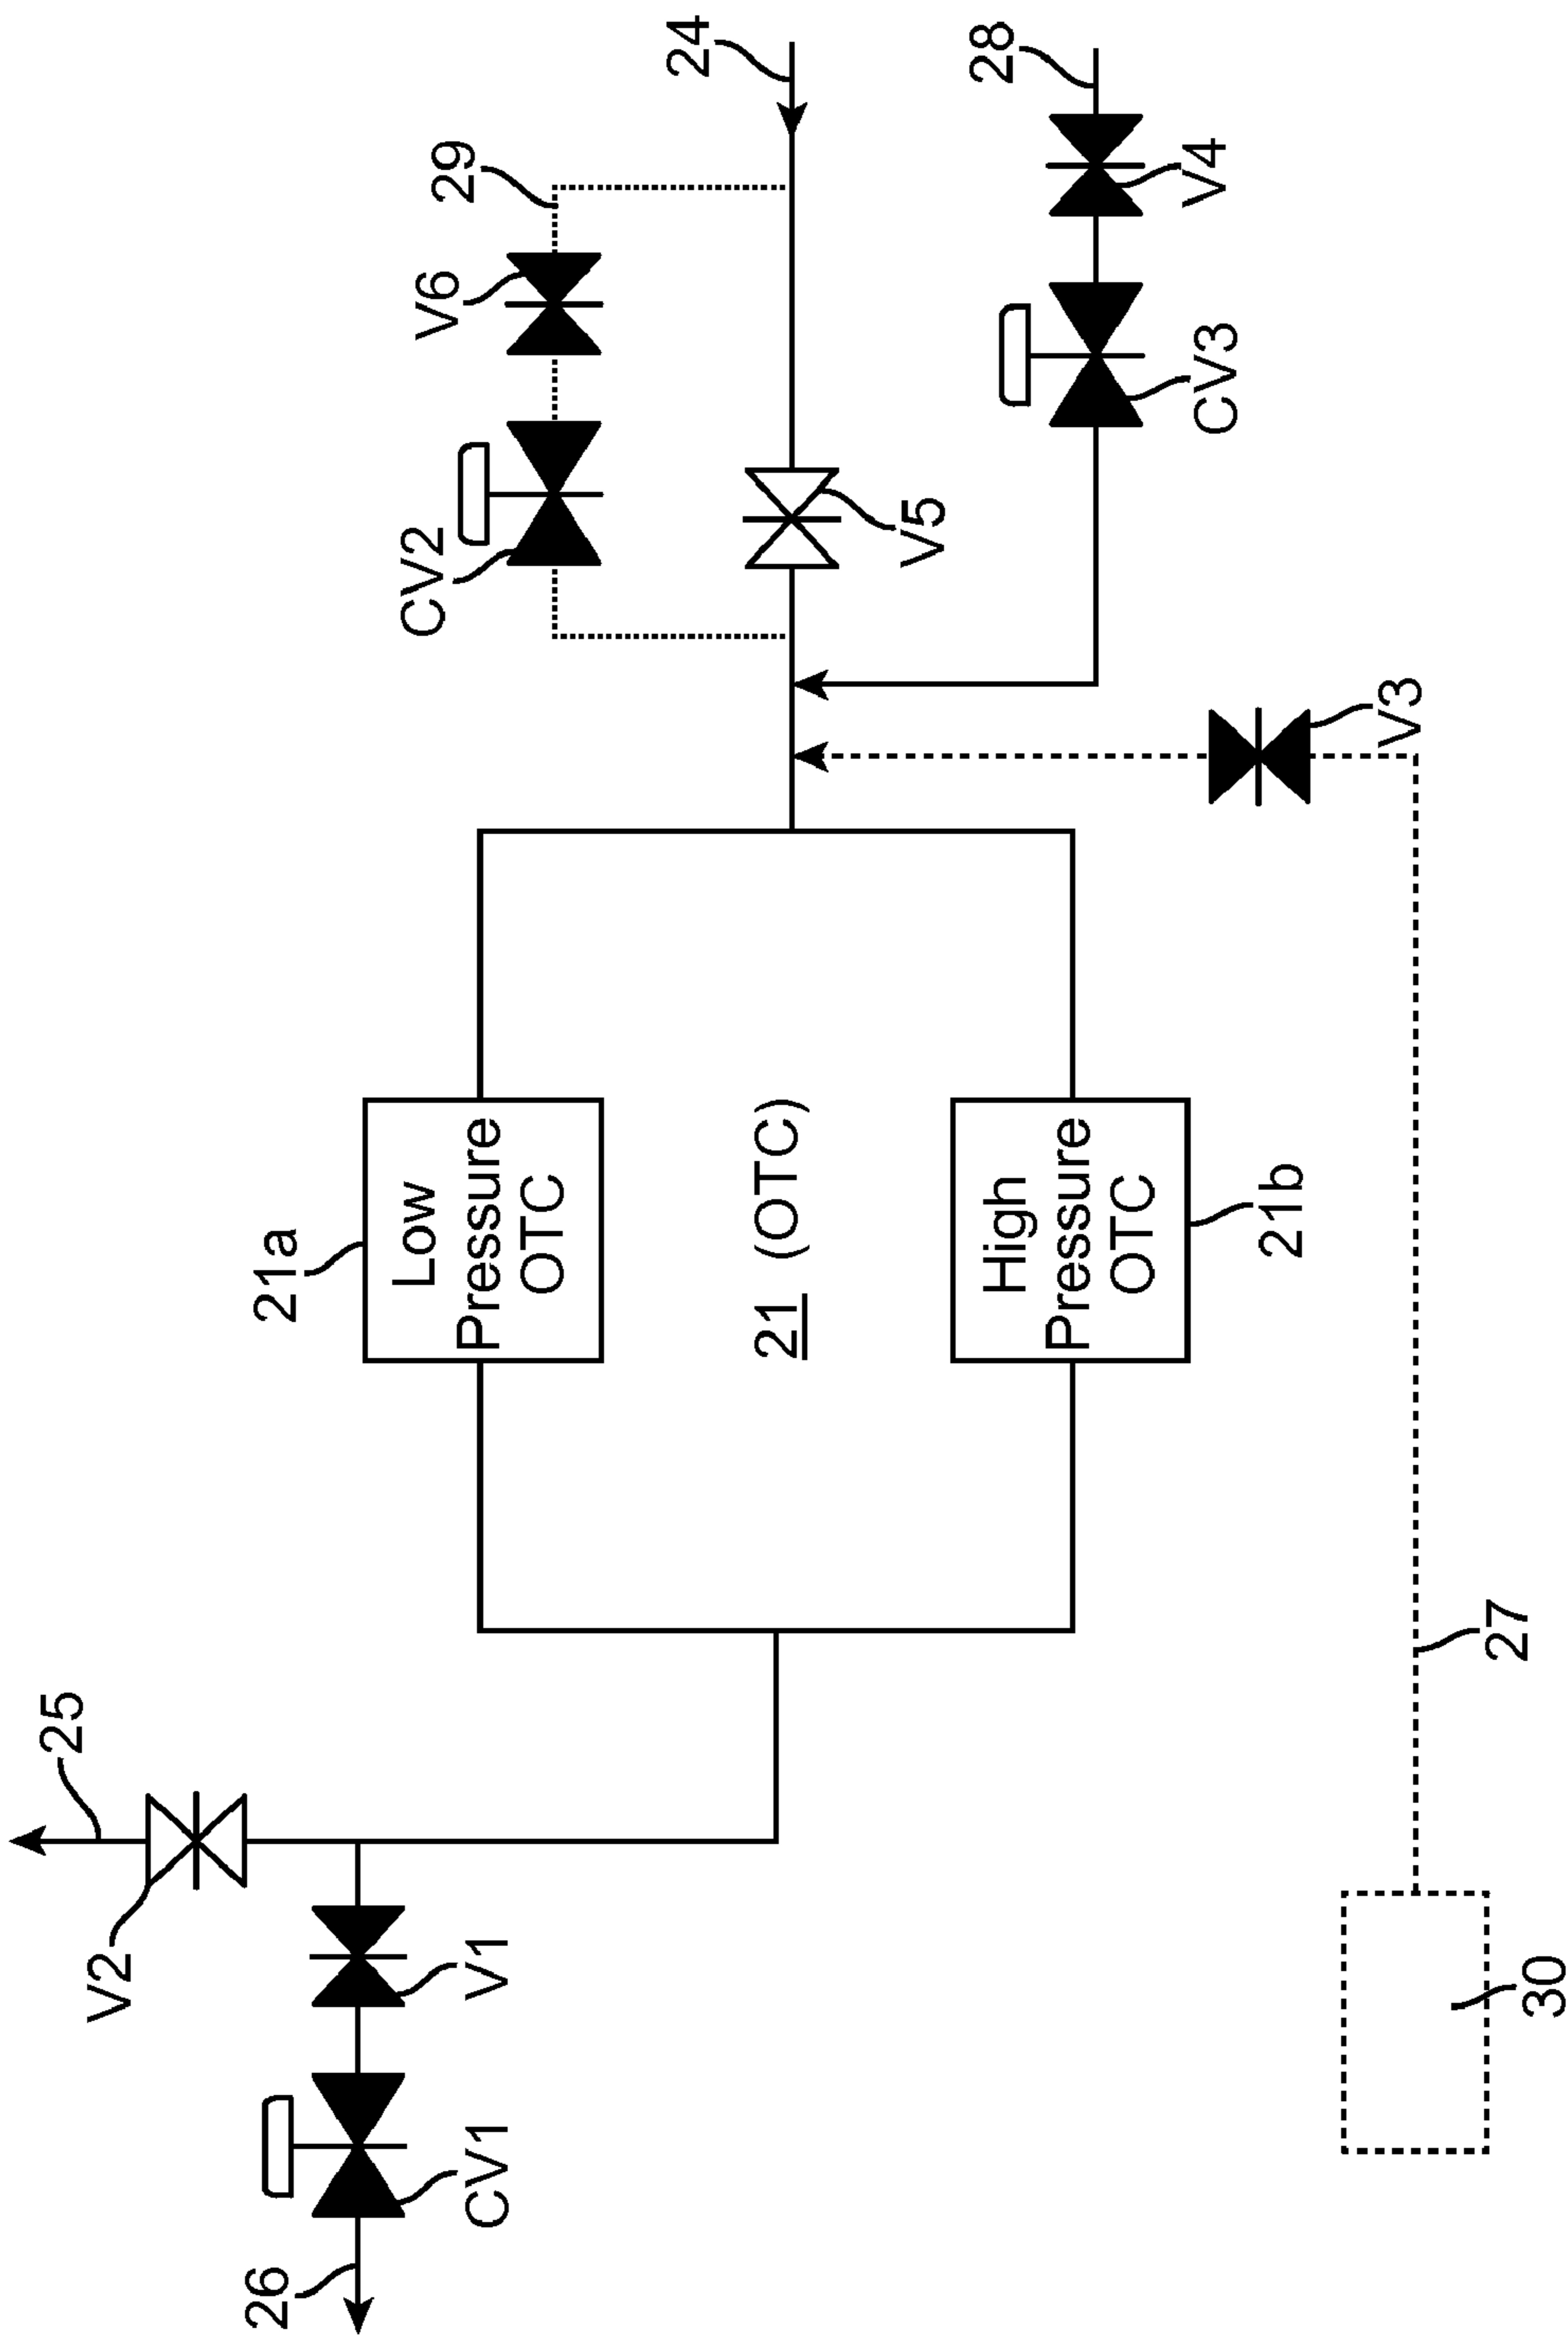 24
28
29
V6
V4
CV2
V5
CV3
V3
21a
Low
Pressure
OTC
21 (OTC)
High
Pressure
OTC
21b
25
V2
V1
CV1
26
27
30